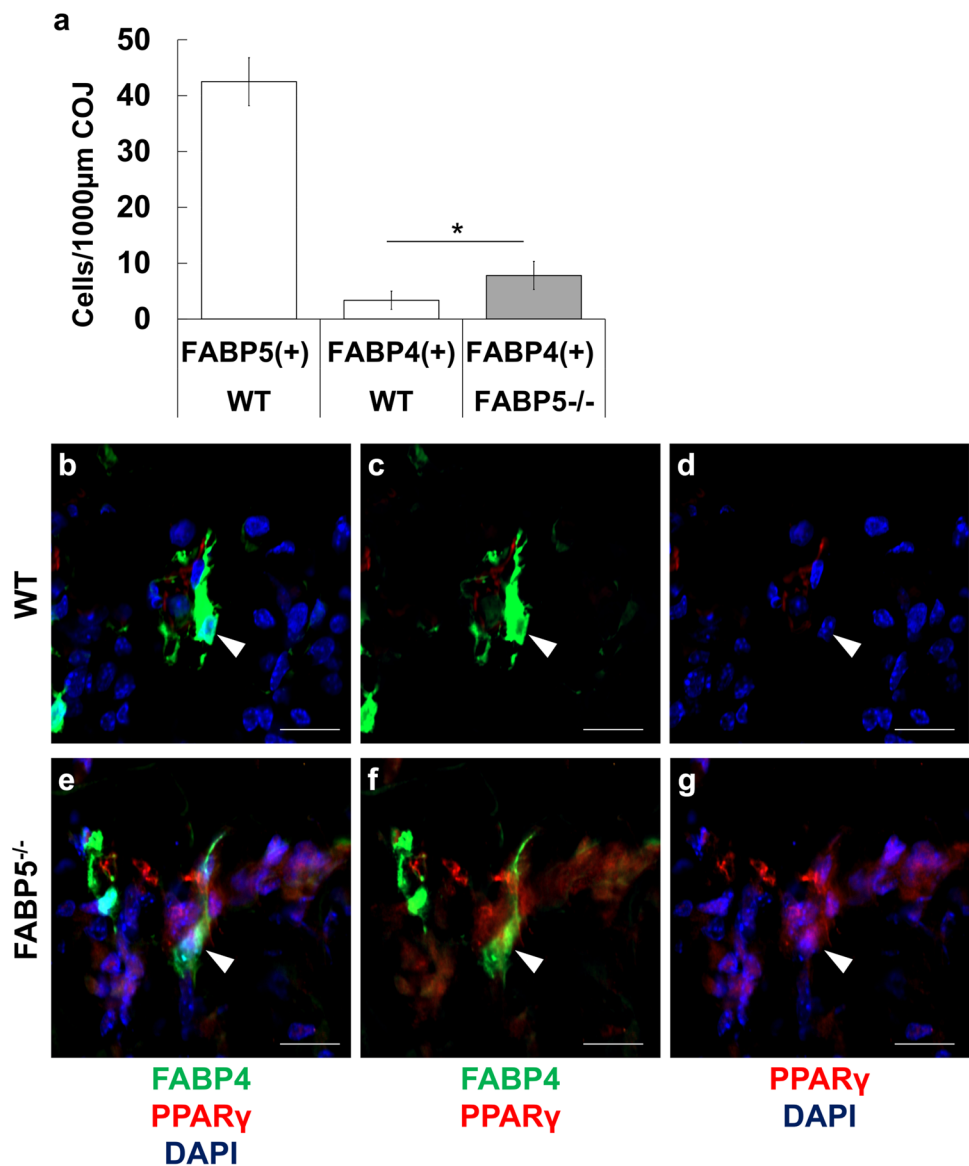 a
Cells/1000µm COJ
50
40
30
20
10
0
*
FABP5(+) FABP4(+) FABP4(+)
WT WT FABP5-/-
WT
b c d
FABP5-/-
e f g
FABP4 FABP4 PPARγ
PPARγ PPARγ DAPI
DAPI